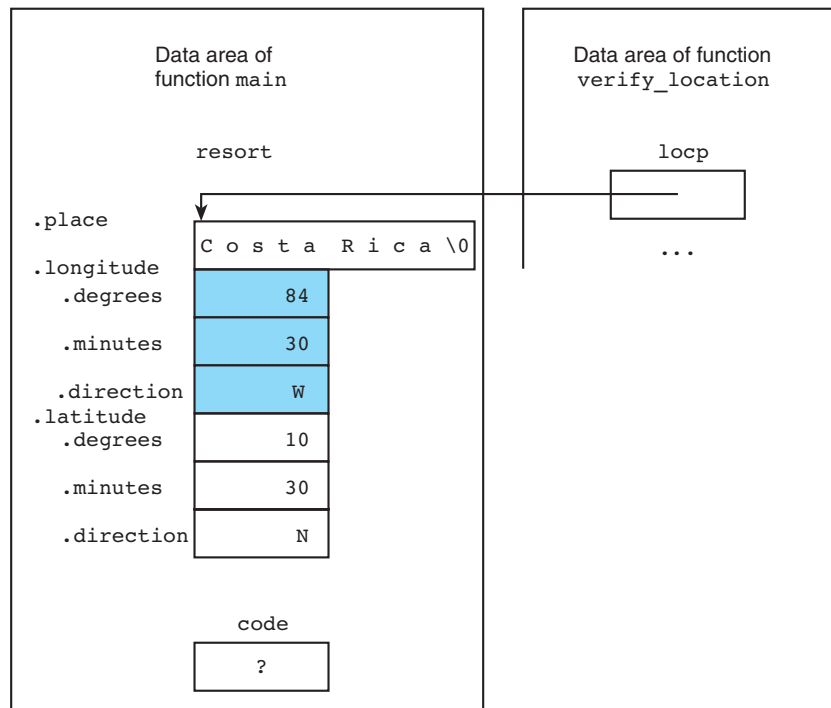 Data area of
function main
Data area of function
verify_location
resort
locp
.place
C o s t a   R i c a \0
...
.longitude
.degrees 84
.minutes 30
.direction W
.latitude
.degrees 10
.minutes 30
.direction N
code
?